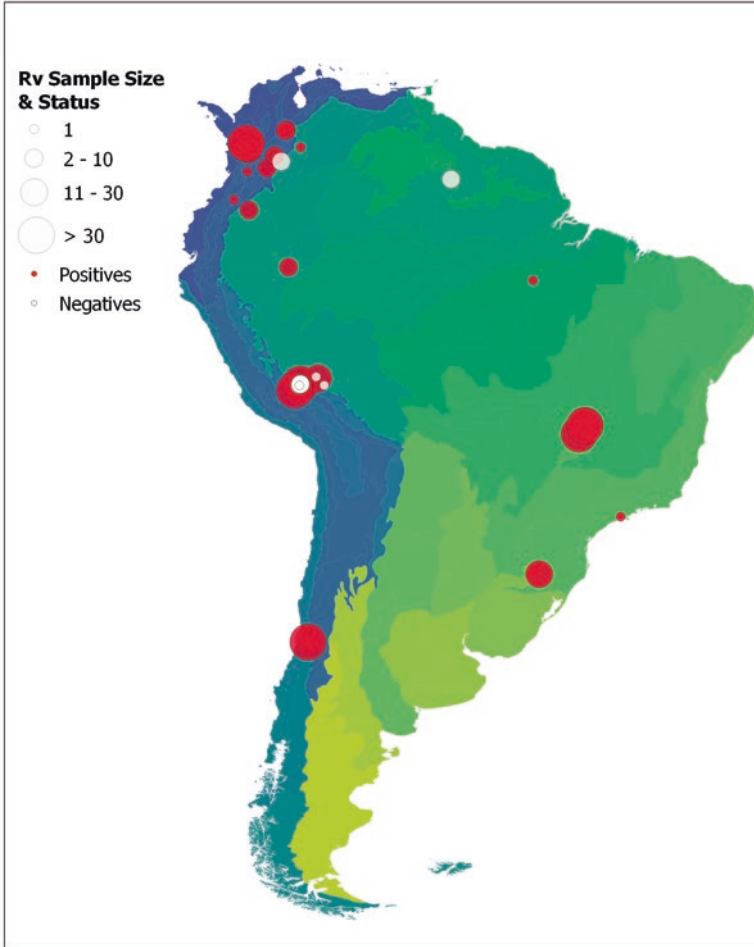 Rv Sample Size
& Status
1
2 - 10
11 - 30
> 30
Positives
Negatives